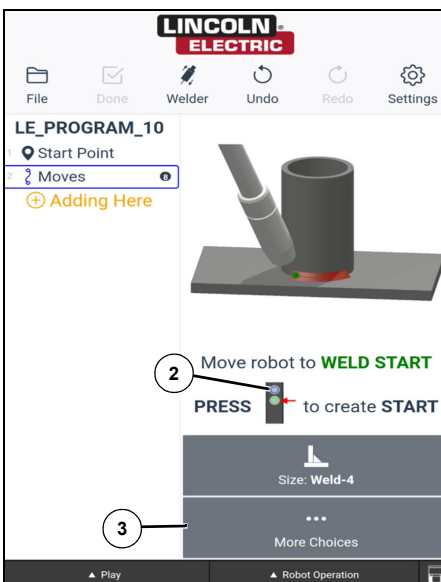 LINCOLN
ELECTRIC
File Done Welder Undo Redo Settings
LE_PROGRAM_10
1 Start Point
2 Moves 8
Adding Here
Move robot to WELD START
2
PRESS to create START
Size: Weld-4
3
More Choices
▲ Play ▲ Robot Operation